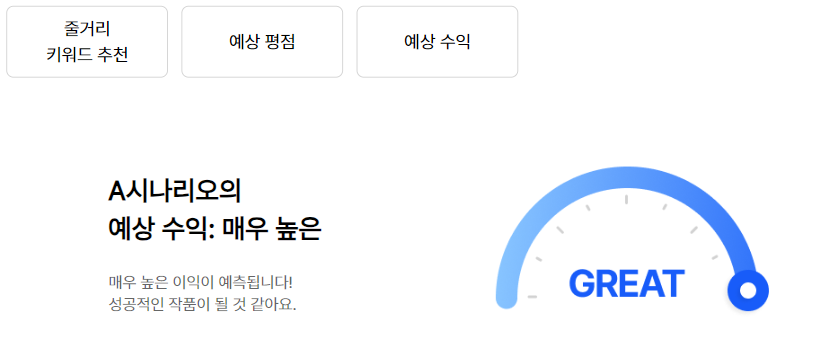 줄거리
키워드 추천
예상 평점
예상 수익
A시나리오의
예상 수익: 매우 높은
매우 높은 이익이 예측됩니다!
성공적인 작품이 될 것 같아요.
GREAT